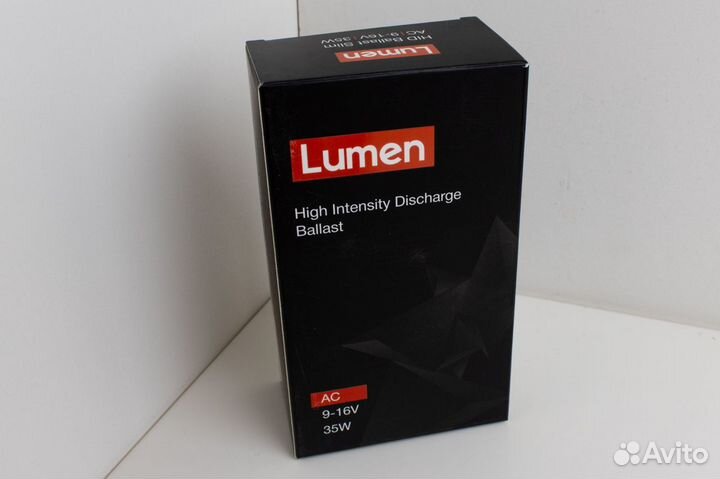 HID Ballast Slim
AC | 9-16V | 35W
Lumen
Lumen
High Intensity Discharge
Ballast
AC
9-16V
35W
Avito